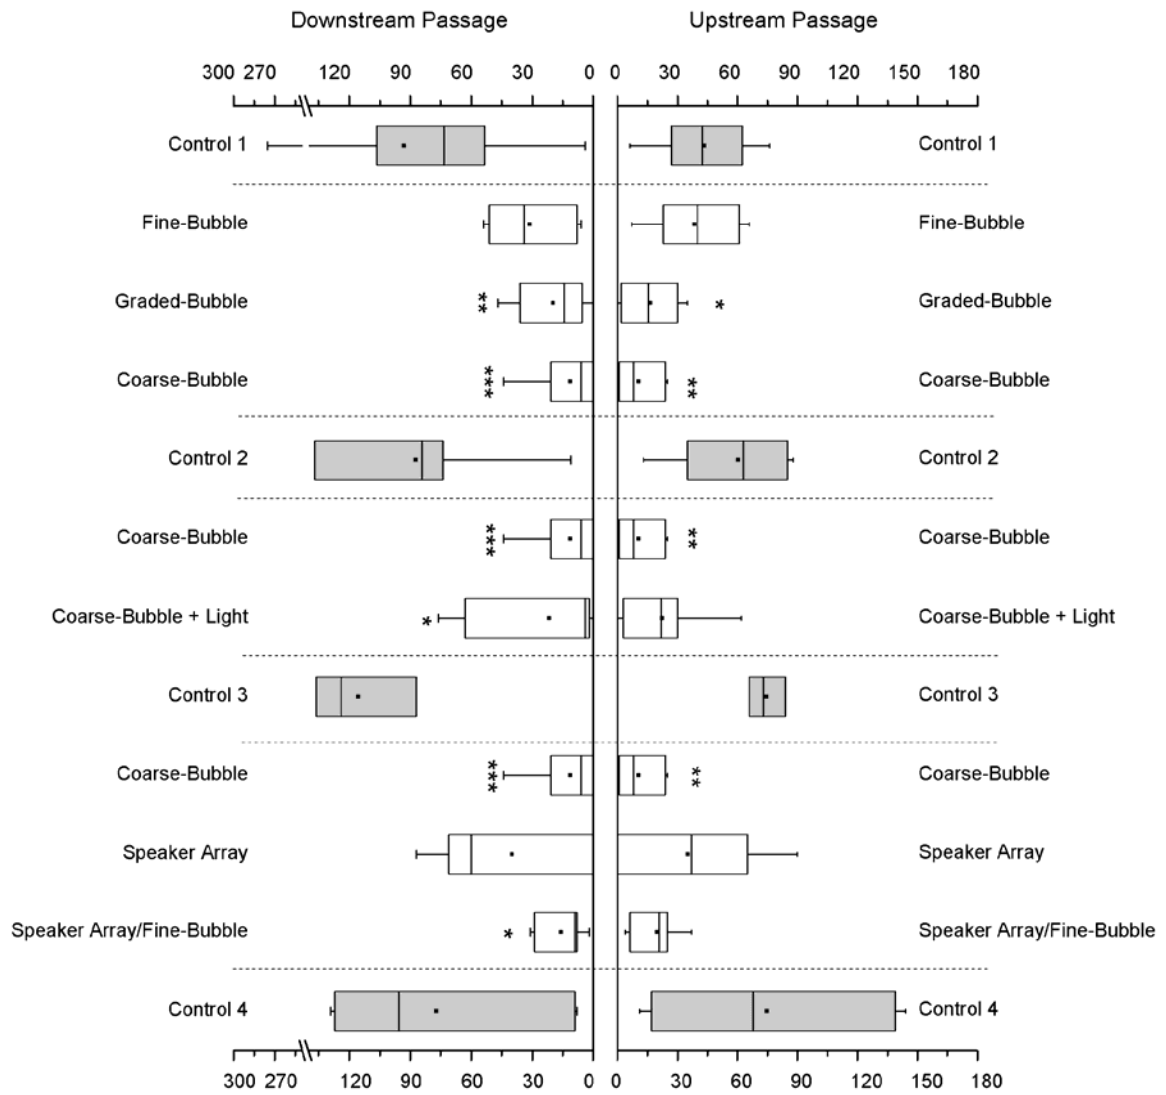 Downstream Passage Upstream Passage
300 270 120 90 60 30 0 0 30 60 90 120 150 180
Control 1 Control 1
Fine-Bubble Fine-Bubble
Graded-Bubble ** * Graded-Bubble
Coarse-Bubble *** ** Coarse-Bubble
Control 2 Control 2
Coarse-Bubble *** ** Coarse-Bubble
Coarse-Bubble + Light * Coarse-Bubble + Light
Control 3 Control 3
Coarse-Bubble *** ** Coarse-Bubble
Speaker Array Speaker Array
Speaker Array/Fine-Bubble * Speaker Array/Fine-Bubble
Control 4 Control 4
300 270 120 90 60 30 0 0 30 60 90 120 150 180